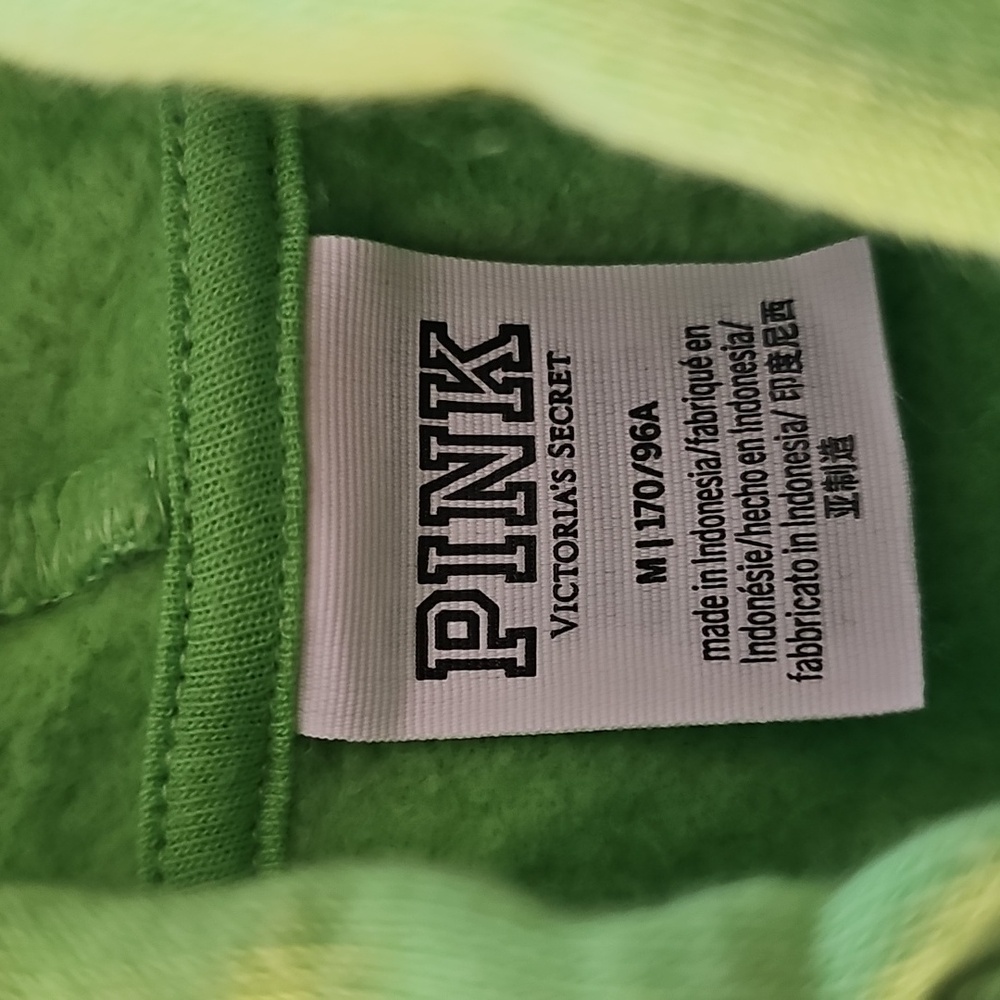 PINK
VICTORIA'S SECRET
M|170/96A
made in Indonesia/fabriqué en
Indonésie/hecho en Indonesia/
fabbricato in Indonesia/ 印度尼西
亚制造